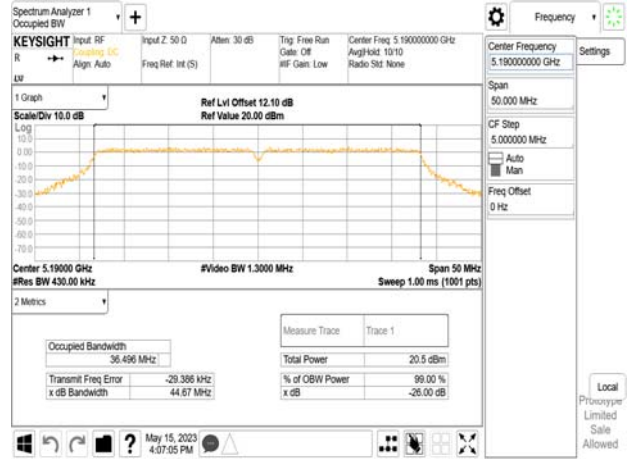 Spectrum Analyzer 1
Occupied BW
Frequency
KEYSIGHT
Input: RF
Coupling: DC
Align: Auto
Input Z: 50 Ω
Freq Ref: Int (S)
Atten: 30 dB
Trig: Free Run
Gate: Off
#IF Gain: Low
Center Freq: 5.190000000 GHz
Avg|Hold: 10/10
Radio Std: None
R
Center Frequency
5.190000000 GHz
Settings
Span
50.000 MHz
CF Step
5.000000 MHz
Auto
Man
Freq Offset
0 Hz
1 Graph
Scale/Div 10.0 dB
Ref Lvl Offset 12.10 dB
Ref Value 20.00 dBm
Log
10.0
0.00
-10.0
-20.0
-30.0
-40.0
-50.0
-60.0
-70.0
Center 5.19000 GHz
#Video BW 1.3000 MHz
Span 50 MHz
#Res BW 430.00 kHz
Sweep 1.00 ms (1001 pts)
2 Metrics
Measure Trace
Trace 1
Occupied Bandwidth
36.496 MHz
Total Power
20.5 dBm
Transmit Freq Error
-29.386 kHz
% of OBW Power
99.00 %
x dB Bandwidth
44.67 MHz
x dB
-26.00 dB
Local
Prototype
Limited
Sale
Allowed
?
May 15, 2023
4:07:05 PM